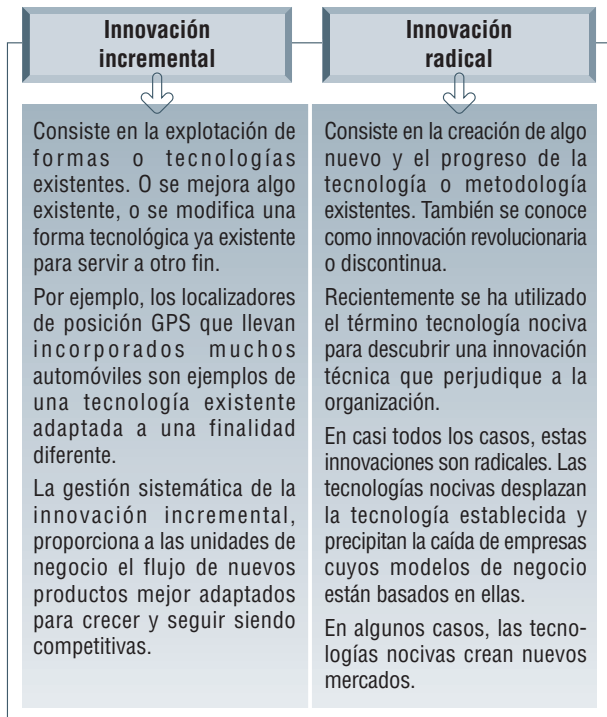 Innovación
incremental
Consiste en la explotación de
formas o tecnologías
existentes. O se mejora algo
existente, o se modifica una
forma tecnológica ya existente
para servir a otro fin.
Por ejemplo, los localizadores
de posición GPS que llevan
incorporados muchos
automóviles son ejemplos de
una tecnología existente
adaptada a una finalidad
diferente.
La gestión sistemática de la
innovación incremental,
proporciona a las unidades de
negocio el flujo de nuevos
productos mejor adaptados
para crecer y seguir siendo
competitivas.
Innovación
radical
Consiste en la creación de algo
nuevo y el progreso de la
tecnología o metodología
existentes. También se conoce
como innovación revolucionaria
o discontinua.
Recientemente se ha utilizado
el término tecnología nociva
para descubrir una innovación
técnica que perjudique a la
organización.
En casi todos los casos, estas
innovaciones son radicales. Las
tecnologías nocivas desplazan
la tecnología establecida y
precipitan la caída de empresas
cuyos modelos de negocio
están basados en ellas.
En algunos casos, las tecno-
logías nocivas crean nuevos
mercados.